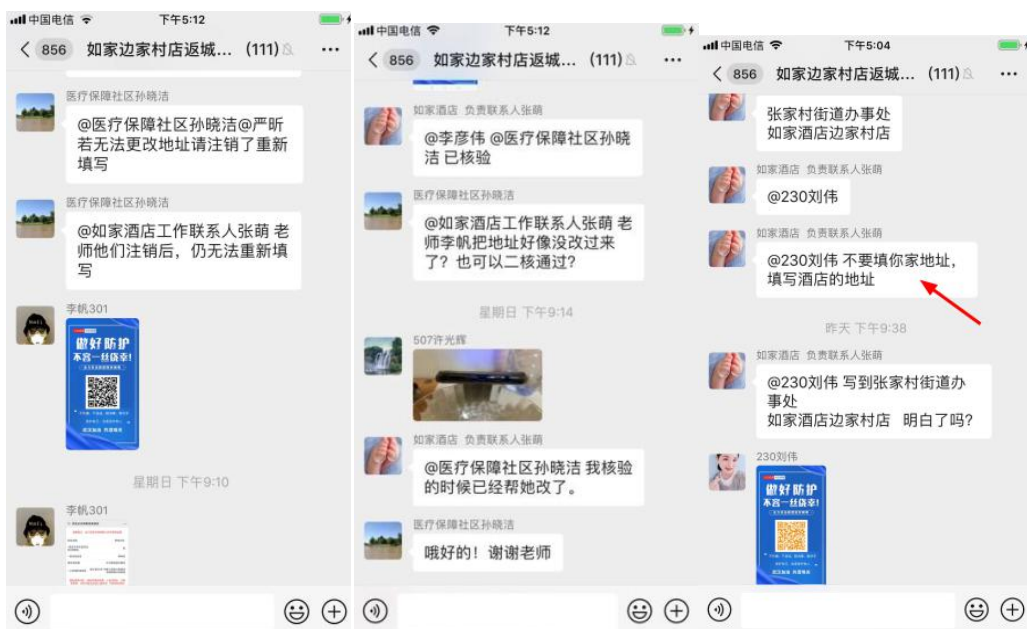 中国电信
下午5:12
856
如家边家村店返城... (111)
医疗保障社区孙晓洁
@医疗保障社区孙晓洁@严昕
若无法更改地址请注销了重新
填写
医疗保障社区孙晓洁
@如家酒店工作联系人张萌 老
师他们注销后，仍无法重新填
写
李帆301
做好防护
不容一丝侥幸!
星期日 下午9:10
李帆301
中国电信
下午5:12
856
如家边家村店返城... (111)
如家酒店 负责联系人张萌
@李彦伟 @医疗保障社区孙晓
洁 已核验
医疗保障社区孙晓洁
@如家酒店工作联系人张萌 老
师李帆把地址好像没改过来
了？也可以二核通过？
星期日 下午9:14
507许光辉
如家酒店 负责联系人张萌
@医疗保障社区孙晓洁 我核验
的时候已经帮她改了。
医疗保障社区孙晓洁
哦好的！谢谢老师
中国电信
下午5:04
856
如家边家村店返城... (111)
张家村街道办事处
如家酒店边家村店
如家酒店 负责联系人张萌
@230刘伟
如家酒店 负责联系人张萌
@230刘伟 不要填你家地址，
填写酒店的地址
昨天 下午9:38
如家酒店 负责联系人张萌
@230刘伟 写到张家村街道办
事处
如家酒店边家村店 明白了吗?
230刘伟
做好防护
不容一丝侥幸!